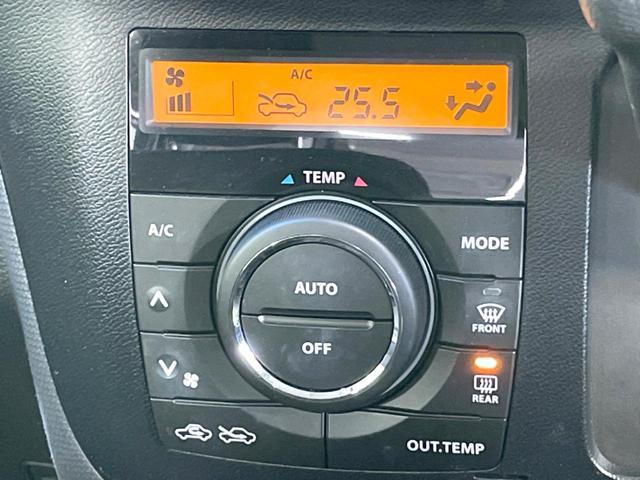 A/C
25.5
TEMP
A/C
MODE
AUTO
FRONT
OFF
REAR
OUT.TEMP